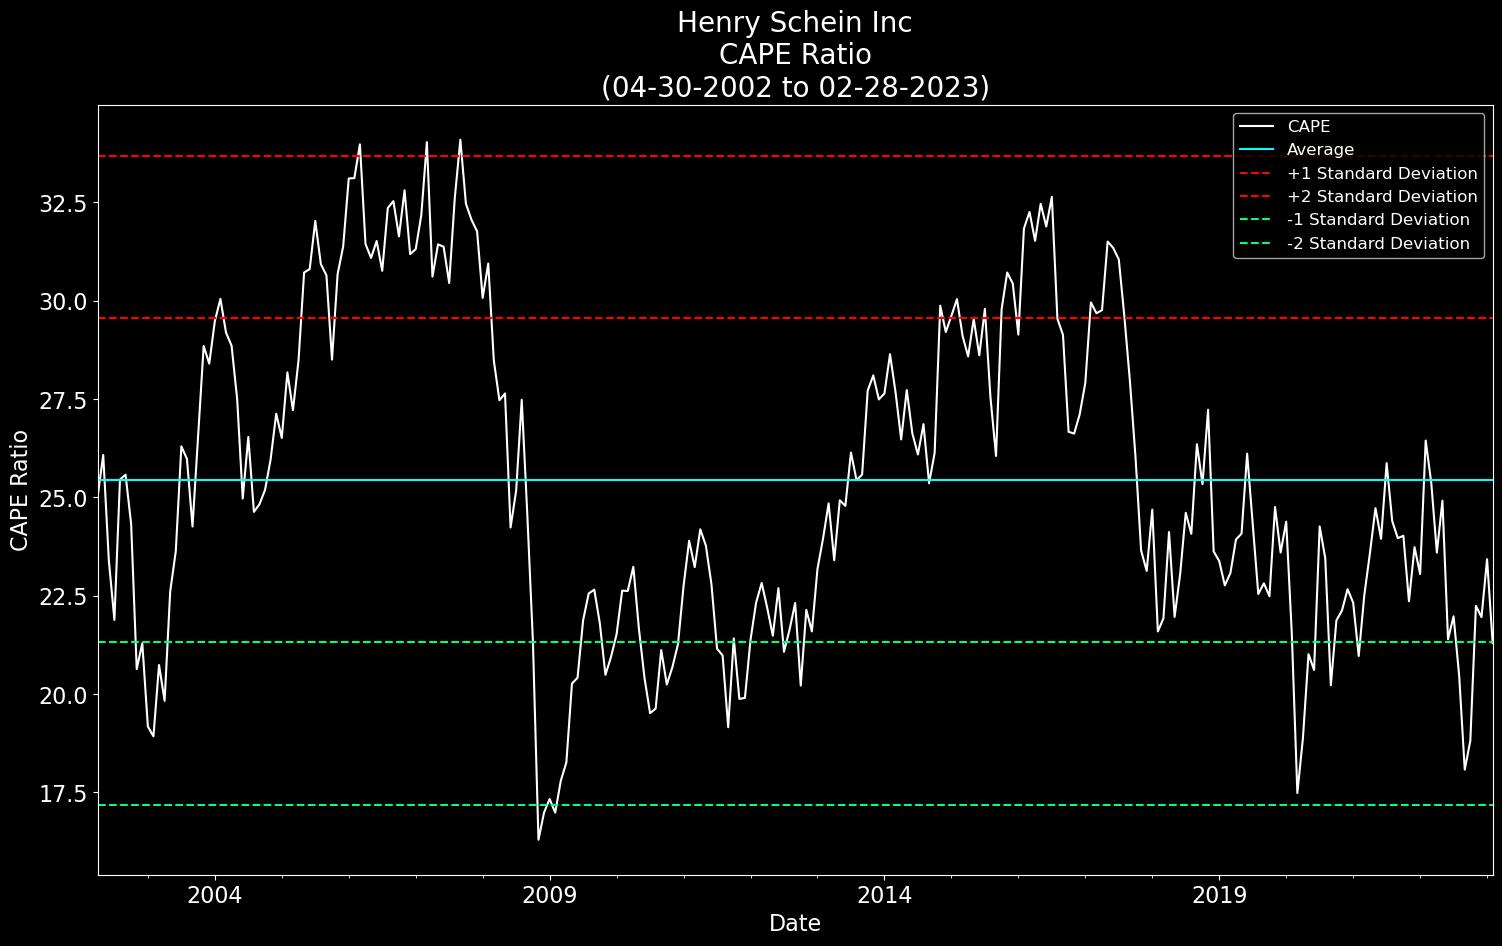 Henry Schein Inc
CAPE Ratio
(04-30-2002 to 02-28-2023)
CAPE
Average
+1 Standard Deviation
+2 Standard Deviation
-1 Standard Deviation
-2 Standard Deviation
CAPE Ratio
32.5
30.0
27.5
25.0
22.5
20.0
17.5
2004
2009
2014
2019
Date